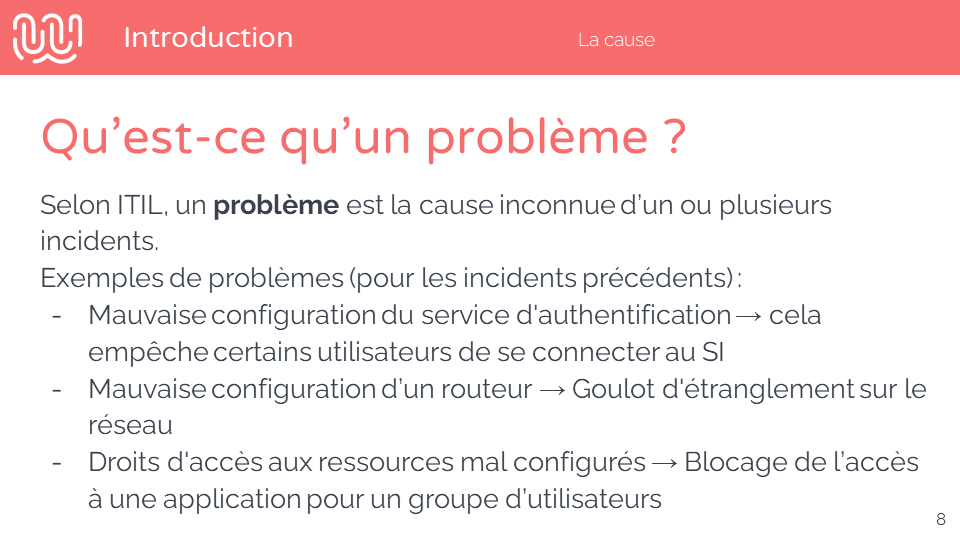 Introduction
La cause
Qu’est-ce qu’un problème ?
Selon ITIL, un problème est la cause inconnue d’un ou plusieurs
incidents.
Exemples de problèmes (pour les incidents précédents) :
- Mauvaise configuration du service d'authentification → cela
empêche certains utilisateurs de se connecter au SI
- Mauvaise configuration d’un routeur → Goulot d'étranglement sur le
réseau
- Droits d'accès aux ressources mal configurés → Blocage de l’accès
à une application pour un groupe d’utilisateurs
8